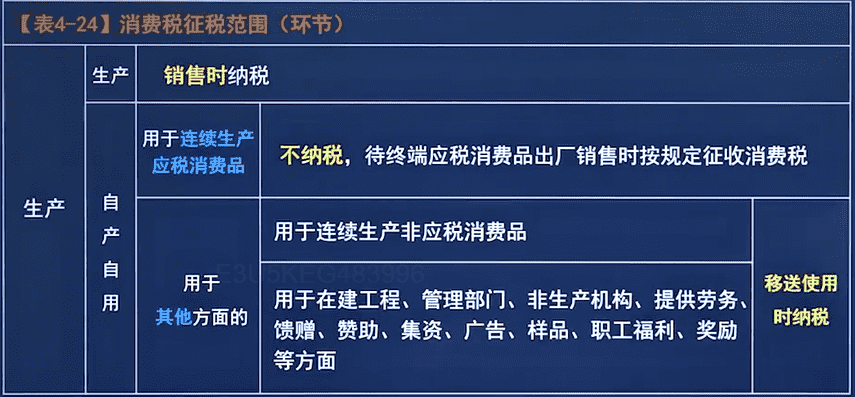 【表4-24】消费税征税范围（环节）
生产
销售时纳税
生产
自
产
自
用
用于连续生产
应税消费品
不纳税，待终端应税消费品出厂销售时按规定征收消费税
用于
其他方面的
用于连续生产非应税消费品
用于在建工程、管理部门、非生产机构、提供劳务、
馈赠、赞助、集资、广告、样品、职工福利、奖励
等方面
移送使用
时纳税
E3U5KEG483996